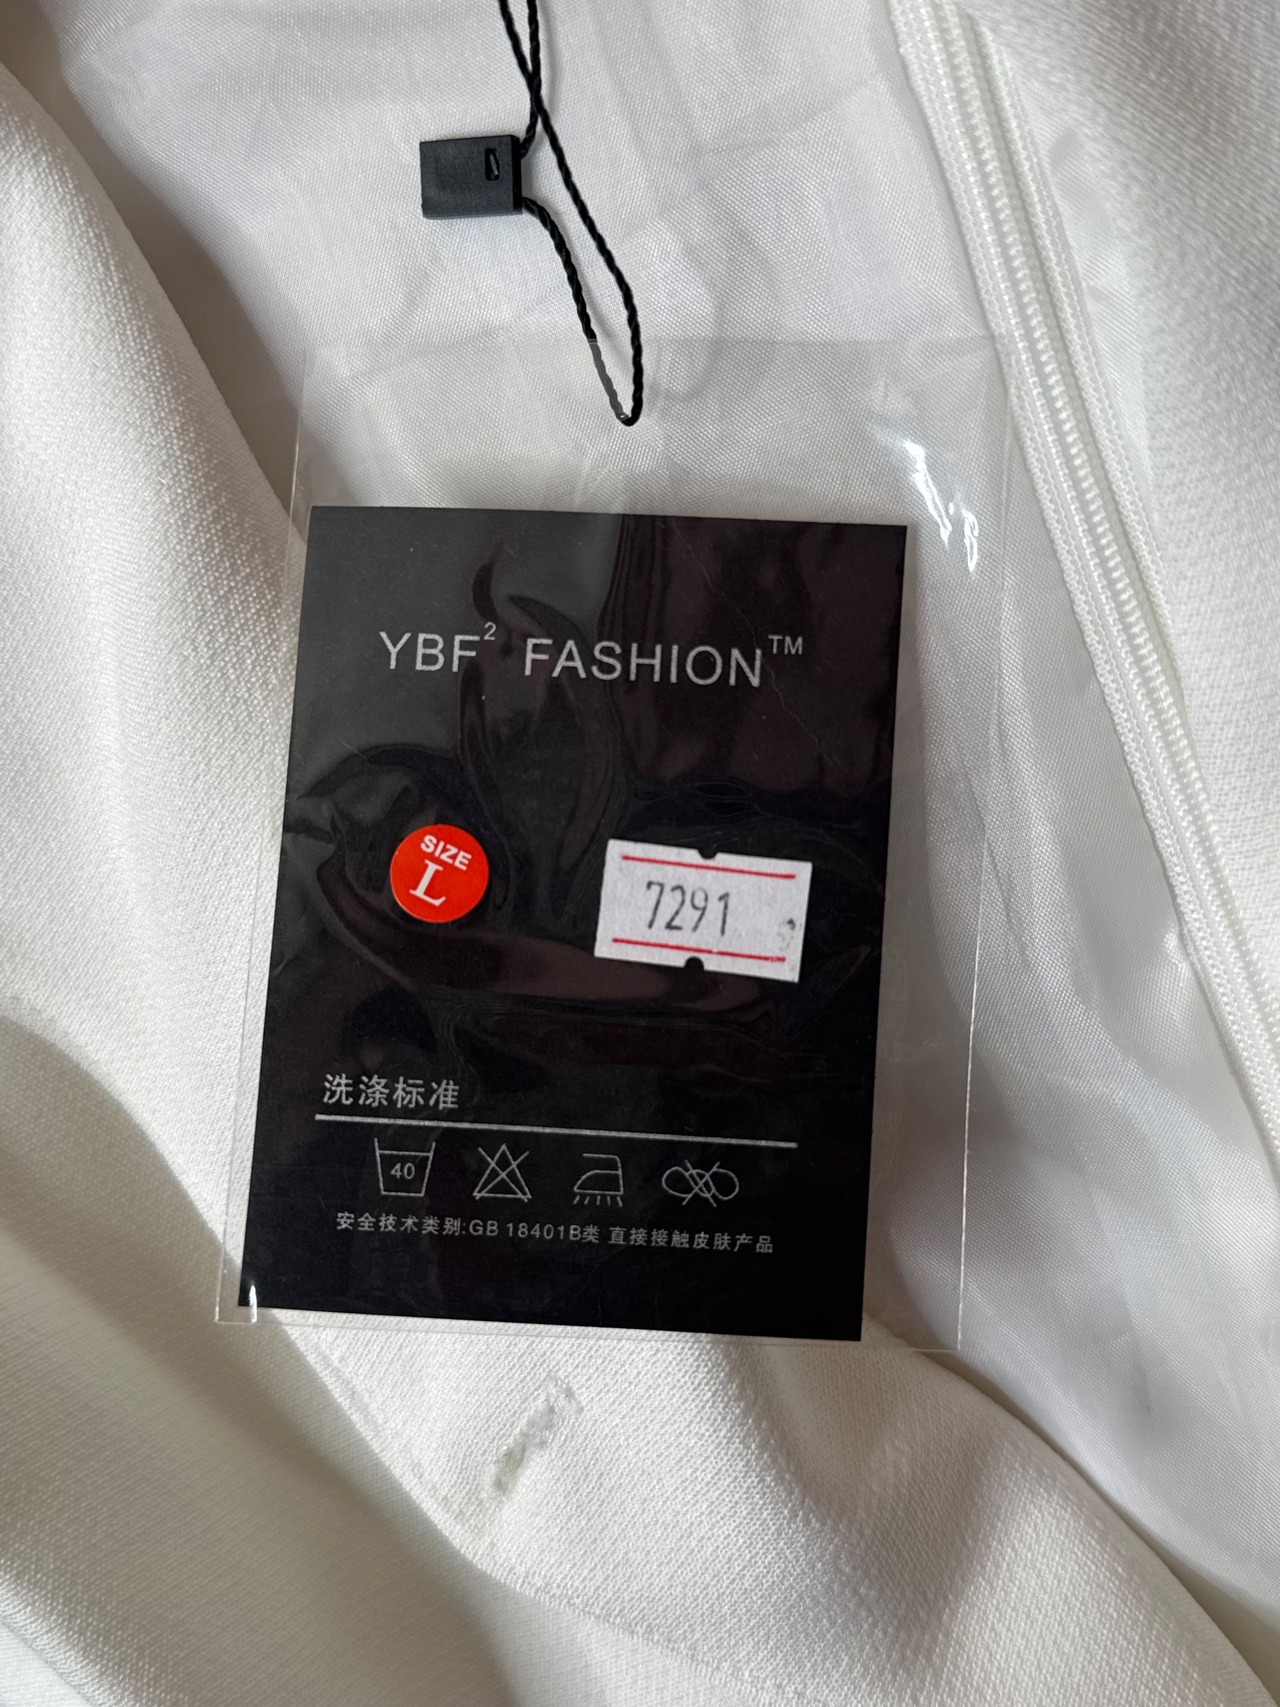 YBF² FASHION™
SIZE
L
7291
洗涤标准
40
安全技术类别:GB 18401B类 直接接触皮肤产品